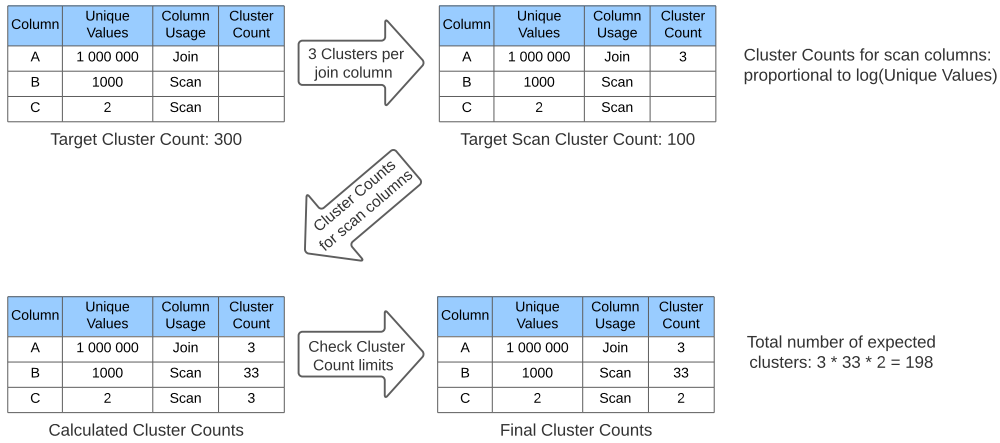 Column Unique Values Column Usage Cluster Count
A 1 000 000 Join
B 1000 Scan
C 2 Scan
Target Cluster Count: 300
3 Clusters per
join column
Column Unique Values Column Usage Cluster Count
A 1 000 000 Join 3
B 1000 Scan
C 2 Scan
Target Scan Cluster Count: 100
Cluster Counts for scan columns:
proportional to log(Unique Values)
Cluster Counts
for scan columns
Column Unique Values Column Usage Cluster Count
A 1 000 000 Join 3
B 1000 Scan 33
C 2 Scan 3
Calculated Cluster Counts
Check Cluster
Count limits
Column Unique Values Column Usage Cluster Count
A 1 000 000 Join 3
B 1000 Scan 33
C 2 Scan 2
Final Cluster Counts
Total number of expected
clusters: 3 * 33 * 2 = 198